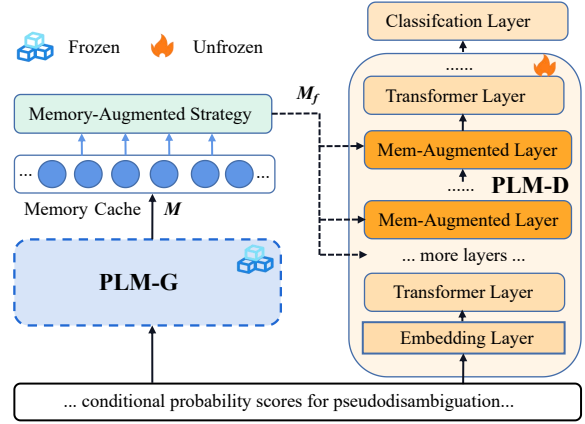 Frozen
Unfrozen
Classifcation Layer
......
M_f
Transformer Layer
Memory-Augmented Strategy
Mem-Augmented Layer
......
PLM-D
...
...
Memory Cache
M
Mem-Augmented Layer
... more layers ...
PLM-G
Transformer Layer
Embedding Layer
... conditional probability scores for pseudodisambiguation...